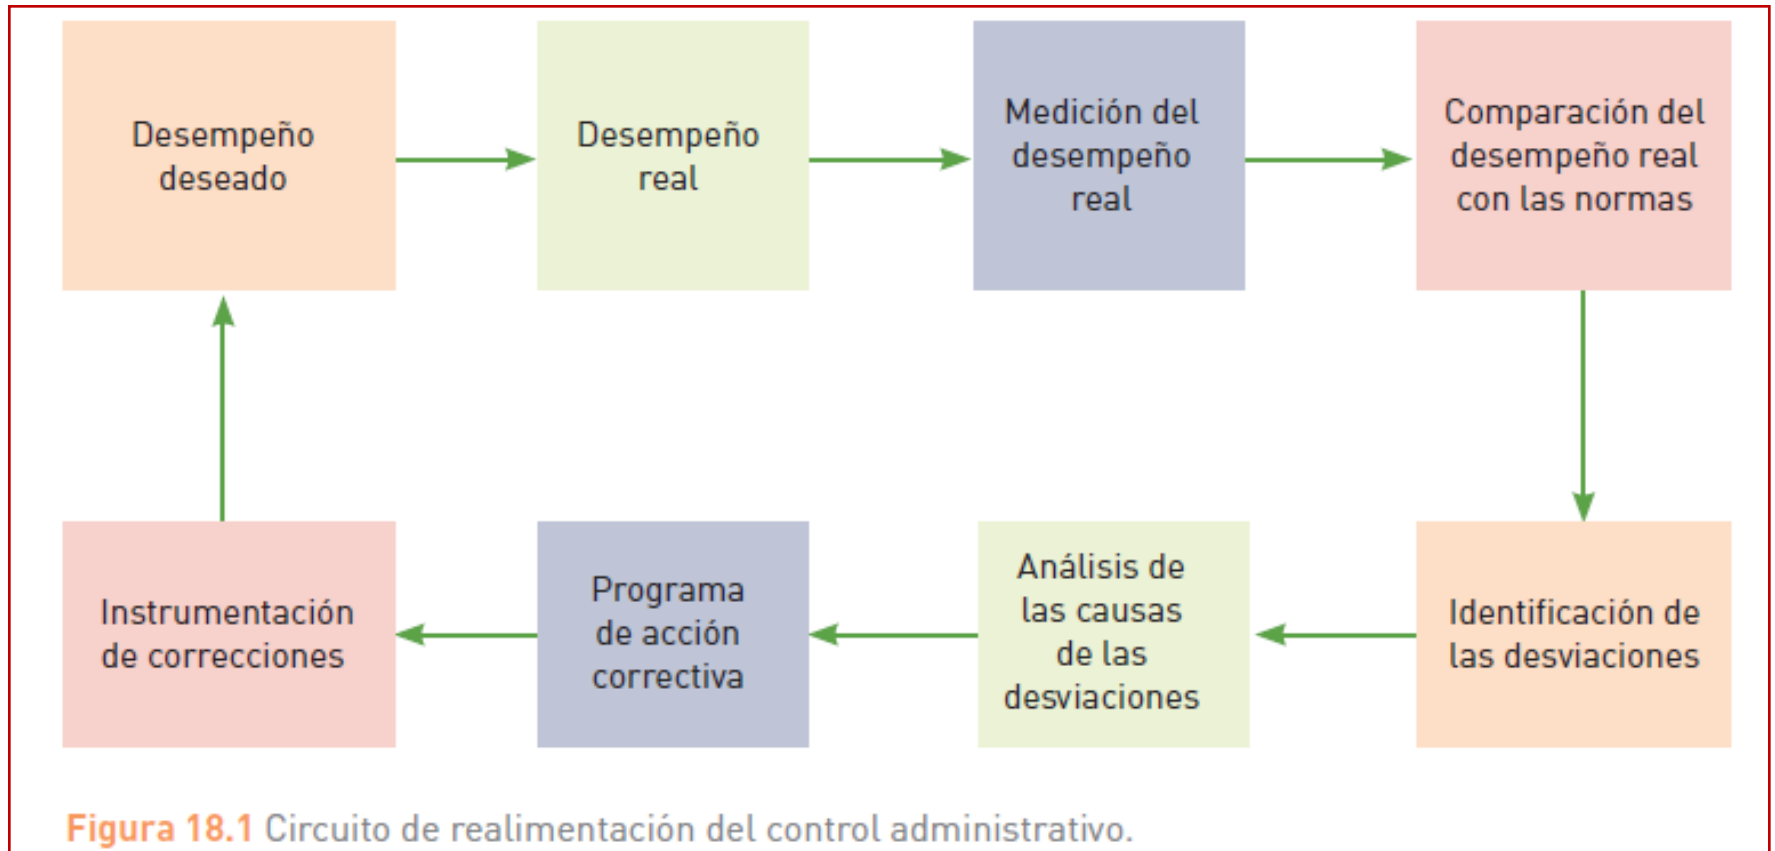 Desempeño
deseado
Desempeño
real
Medición del
desempeño
real
Comparación del
desempeño real
con las normas
Instrumentación
de correcciones
Programa
de acción
correctiva
Análisis de
las causas
de las
desviaciones
Identificación de
las desviaciones
Figura 18.1 Circuito de realimentación del control administrativo.